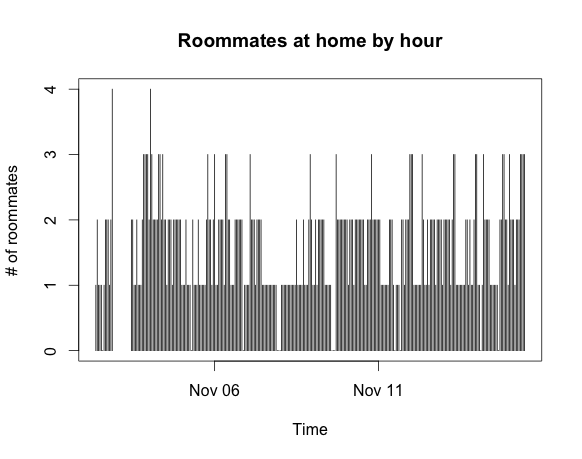 Roommates at home by hour
# of roommates
4
3
2
1
0
Nov 06 Nov 11
Time